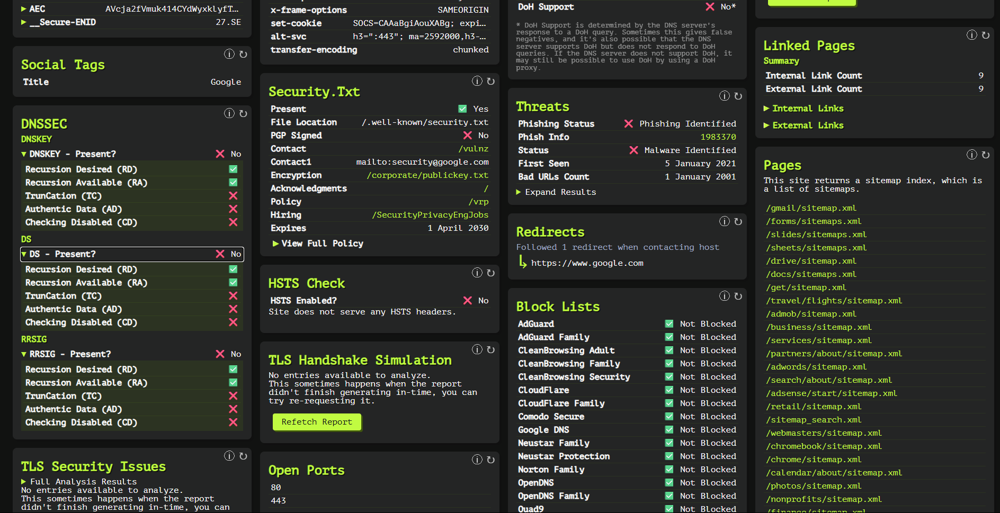 AEC AVcja2fVmuk414CYdWyxklyfT...
__Secure-ENID 27.SE
Social Tags
Title Google
DNSSEC
DNSKEY
DNSKEY - Present? No
Recursion Desired (RD)
Recursion Available (RA)
TrunCation (TC)
Authentic Data (AD)
Checking Disabled (CD)
DS
DS - Present? No
Recursion Desired (RD)
Recursion Available (RA)
TrunCation (TC)
Authentic Data (AD)
Checking Disabled (CD)
RRSIG
RRSIG - Present? No
Recursion Desired (RD)
Recursion Available (RA)
TrunCation (TC)
Authentic Data (AD)
Checking Disabled (CD)
TLS Security Issues
Full Analysis Results
No entries available to analyze.
This sometimes happens when the report
didn't finish generating in-time, you can
x-frame-options SAMEORIGIN
set-cookie SOCS=CAAaBgiAouXABg; expi...
alt-svc h3=":443"; ma=2592000,h3-...
transfer-encoding chunked
Security.Txt
Present Yes
File Location /.well-known/security.txt
PGP Signed No
Contact /vulnz
Contact1 mailto:security@google.com
Encryption /corporate/publickey.txt
Acknowledgments /
Policy /vrp
Hiring /SecurityPrivacyEngJobs
Expires 1 April 2030
View Full Policy
HSTS Check
HSTS Enabled? No
Site does not serve any HSTS headers.
TLS Handshake Simulation
No entries available to analyze.
This sometimes happens when the report
didn't finish generating in-time, you can
try re-requesting it.
Refetch Report
Open Ports
80
443
DoH Support No*
* DoH Support is determined by the DNS server's
response to a DoH query. Sometimes this gives false
negatives, and it's also possible that the DNS
server supports DoH but does not respond to DoH
queries. If the DNS server does not support DoH, it
may still be possible to use DoH by using a DoH
proxy.
Threats
Phishing Status Phishing Identified
Phish Info 1983370
Status Malware Identified
First Seen 5 January 2021
Bad URLs Count 1 January 2001
Expand Results
Redirects
Followed 1 redirect when contacting host
https://www.google.com
Block Lists
AdGuard Not Blocked
AdGuard Family Not Blocked
CleanBrowsing Adult Not Blocked
CleanBrowsing Family Not Blocked
CleanBrowsing Security Not Blocked
CloudFlare Not Blocked
CloudFlare Family Not Blocked
Comodo Secure Not Blocked
Google DNS Not Blocked
Neustar Family Not Blocked
Neustar Protection Not Blocked
Norton Family Not Blocked
OpenDNS Not Blocked
OpenDNS Family Not Blocked
Quad9 Not Blocked
Linked Pages
Summary
Internal Link Count 9
External Link Count 9
Internal Links
External Links
Pages
This site returns a sitemap index, which is
a list of sitemaps.
/gmail/sitemap.xml
/forms/sitemaps.xml
/slides/sitemaps.xml
/sheets/sitemaps.xml
/drive/sitemap.xml
/docs/sitemaps.xml
/get/sitemap.xml
/travel/flights/sitemap.xml
/admob/sitemap.xml
/business/sitemap.xml
/services/sitemap.xml
/partners/about/sitemap.xml
/adwords/sitemap.xml
/search/about/sitemap.xml
/adsense/start/sitemap.xml
/retail/sitemap.xml
/sitemap_search.xml
/webmasters/sitemap.xml
/chromebook/sitemap.xml
/chrome/sitemap.xml
/calendar/about/sitemap.xml
/photos/sitemap.xml
/nonprofits/sitemap.xml
/finance/sitemap.xml